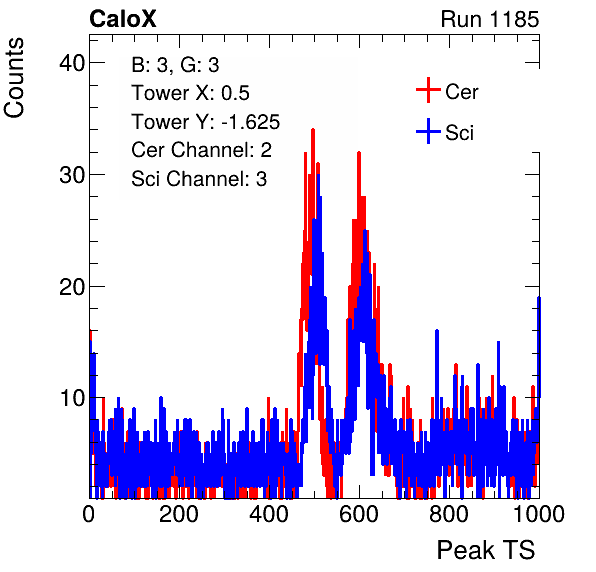 CaloX Run 1185
Counts
40
30
20
10
B: 3, G: 3
Tower X: 0.5
Tower Y: -1.625
Cer Channel: 2
Sci Channel: 3
Cer
Sci
0 200 400 600 800 1000
Peak TS